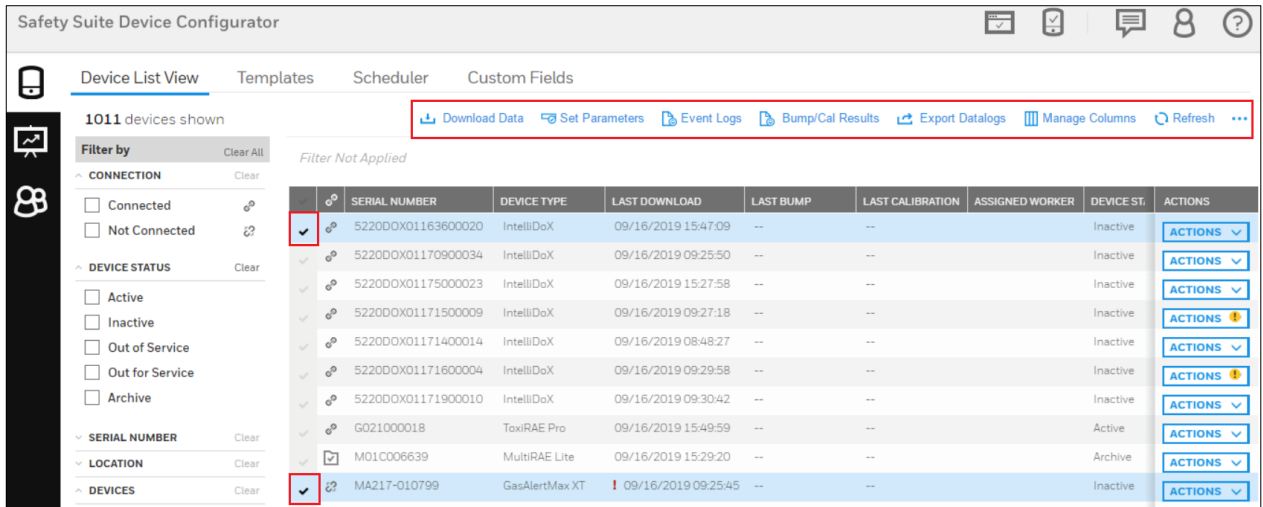 Safety Suite Device Configurator
Device List View Templates Scheduler Custom Fields
1011 devices shown
Download Data Set Parameters Event Logs Bump/Cal Results Export Datalogs Manage Columns Refresh
Filter by Clear All
Filter Not Applied
CONNECTION Clear
Connected
Not Connected
DEVICE STATUS Clear
Active
Inactive
Out of Service
Out for Service
Archive
SERIAL NUMBER Clear
LOCATION Clear
DEVICES Clear
SERIAL NUMBER DEVICE TYPE LAST DOWNLOAD LAST BUMP LAST CALIBRATION ASSIGNED WORKER DEVICE ST ACTIONS
5220DOX01163600020 IntelliDoX 09/16/2019 15:47:09 -- -- Inactive ACTIONS
5220DOX01170900034 IntelliDoX 09/16/2019 09:25:50 -- -- Inactive ACTIONS
5220DOX01175000023 IntelliDoX 09/16/2019 15:27:58 -- -- Inactive ACTIONS
5220DOX01171500009 IntelliDoX 09/16/2019 09:27:18 -- -- Inactive ACTIONS
5220DOX01171400014 IntelliDoX 09/16/2019 08:48:27 -- -- Inactive ACTIONS
5220DOX01171600004 IntelliDoX 09/16/2019 09:29:58 -- -- Inactive ACTIONS
5220DOX01171900010 IntelliDoX 09/16/2019 09:30:42 -- -- Inactive ACTIONS
G021000018 ToxiRAE Pro 09/16/2019 15:49:59 -- -- Active ACTIONS
M01C006639 MultiRAE Lite 09/16/2019 15:29:20 -- -- Archive ACTIONS
MA217-010799 GasAlertMax XT ! 09/16/2019 09:25:45 -- -- Inactive ACTIONS